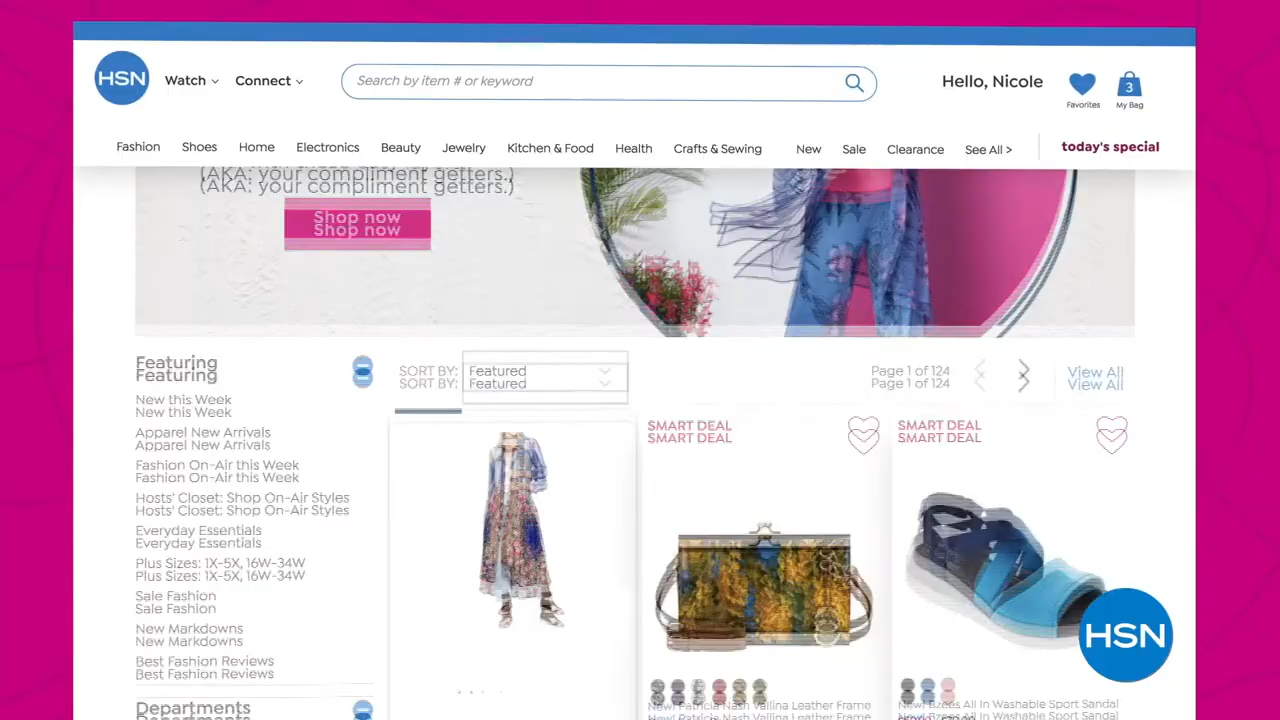 HSN
Watch
Connect
Search by item # or keyword
Hello, Nicole
Favorites
3
My Bag
Fashion
Shoes
Home
Electronics
Beauty
Jewelry
Kitchen & Food
Health
Crafts & Sewing
New
Sale
Clearance
See All >
today's special
(AKA: your compliment getters.)
Shop now
Featuring
New this Week
Apparel New Arrivals
Fashion On-Air this Week
Hosts' Closet: Shop On-Air Styles
Everyday Essentials
Plus Sizes: 1X-5X, 16W-34W
Sale Fashion
New Markdowns
Best Fashion Reviews
Departments
SORT BY:
Featured
Page 1 of 124
View All
SMART DEAL
SMART DEAL
New! Patricia Nash Vallina Leather Frame
New! Bzees All In Washable Sport Sandal
HSN